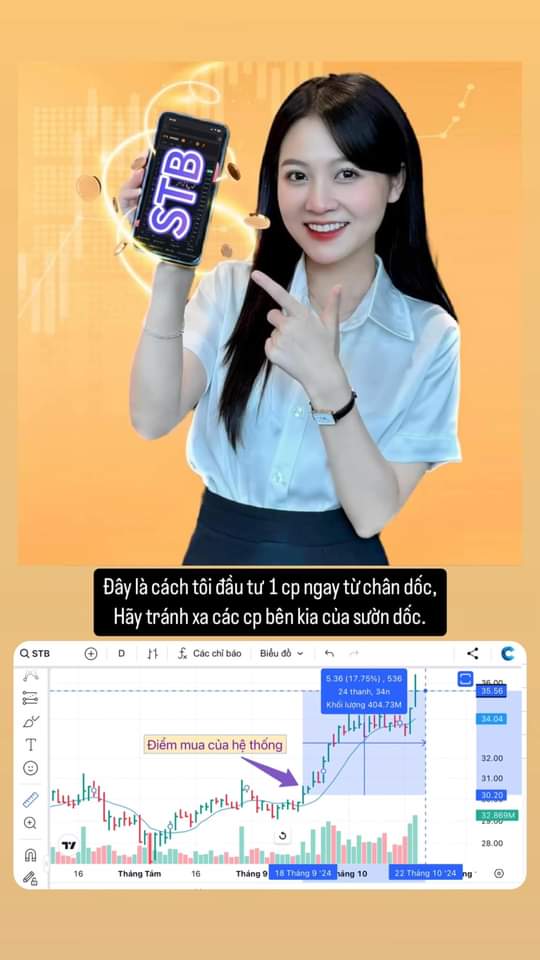 STB
Đây là cách tôi đầu tư 1 cp ngay từ chân dốc,
Hãy tránh xa các cp bên kia của sườn dốc.
STB
D
Các chỉ báo
Biểu đồ
5.36 (17.75%) , 536
24 thanh, 34n
Khối lượng 404.73M
36.00
35.56
34.04
Điểm mua của hệ thống
32.00
31.00
30.20
32.869M
29.00
28.00
16
Tháng Tám
16
Tháng 9
18 Tháng 9 '24
áng 10
22 Tháng 10 '24